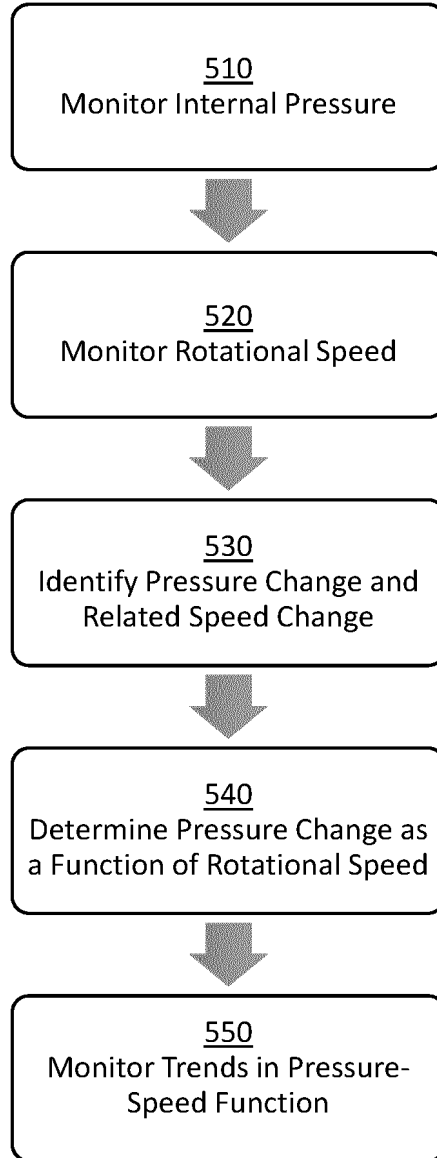 510
Monitor Internal Pressure
520
Monitor Rotational Speed
530
Identify Pressure Change and
Related Speed Change
540
Determine Pressure Change as
a Function of Rotational Speed
550
Monitor Trends in Pressure-
Speed Function